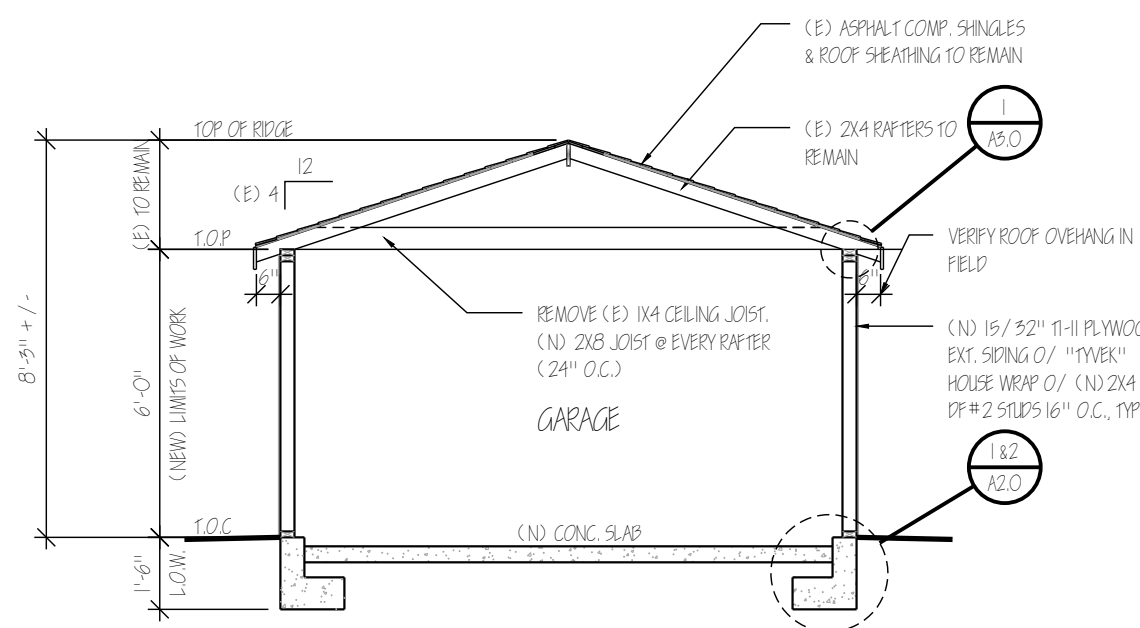 (E) ASPHALT COMP. SHINGLES
& ROOF SHEATHING TO REMAIN
1
A3.0
TOP OF RIDGE
(E) 2X4 RAFTERS TO
REMAIN
12
(E) 4
(E) TO REMAIN
T.O.P
VERIFY ROOF OVEHANG IN
FIELD
6"
6"
REMOVE (E) 1X4 CEILING JOIST.
(N) 2X8 JOIST @ EVERY RAFTER
(24" O.C.)
(N) 15/32" T1-11 PLYWOO
EXT. SIDING O/ "TYVEK"
HOUSE WRAP O/ (N) 2X4
DF#2 STUDS 16" O.C., TYP
8'-3" +/-
6'-0"
(NEW) LIMITS OF WORK
GARAGE
1&2
A2.0
T.O.C
(N) CONC. SLAB
1'-6"
L.O.W.